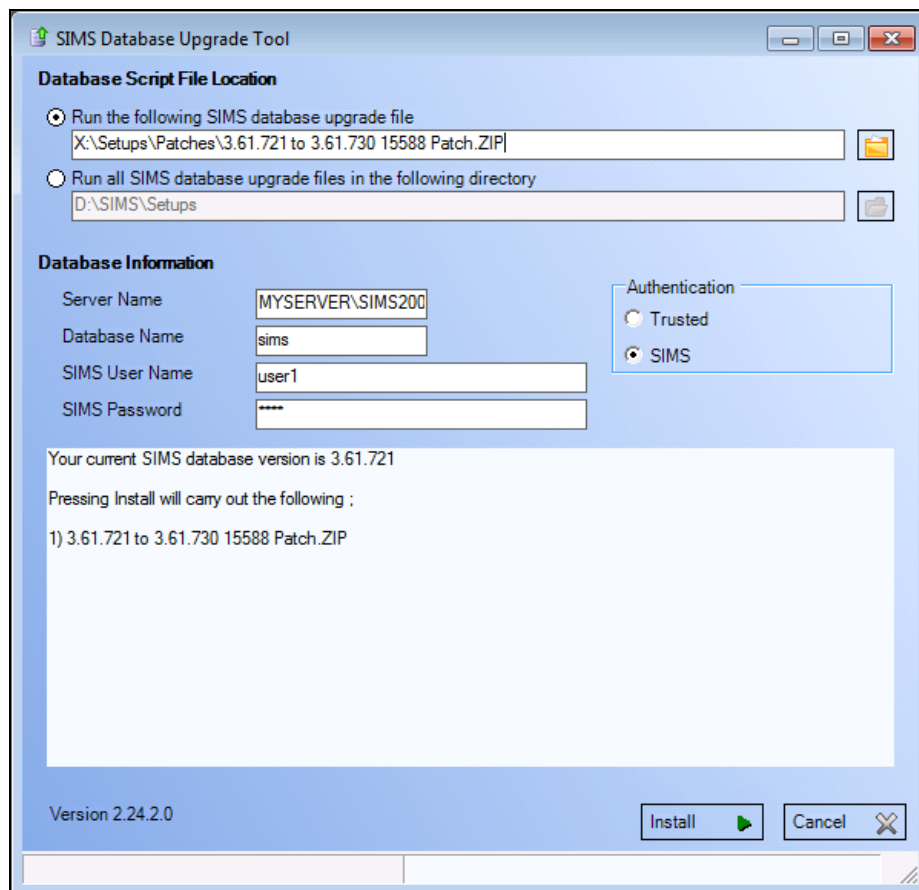 SIMS Database Upgrade Tool
Database Script File Location
Run the following SIMS database upgrade file
X:\Setups\Patches\3.61.721 to 3.61.730 15588 Patch.ZIP
Run all SIMS database upgrade files in the following directory
D:\SIMS\Setups
Database Information
Server Name
MYSERVER\SIMS200
Database Name
sims
SIMS User Name
user1
SIMS Password
****
Authentication
Trusted
SIMS
Your current SIMS database version is 3.61.721
Pressing Install will carry out the following ;
1) 3.61.721 to 3.61.730 15588 Patch.ZIP
Version 2.24.2.0
Install
Cancel